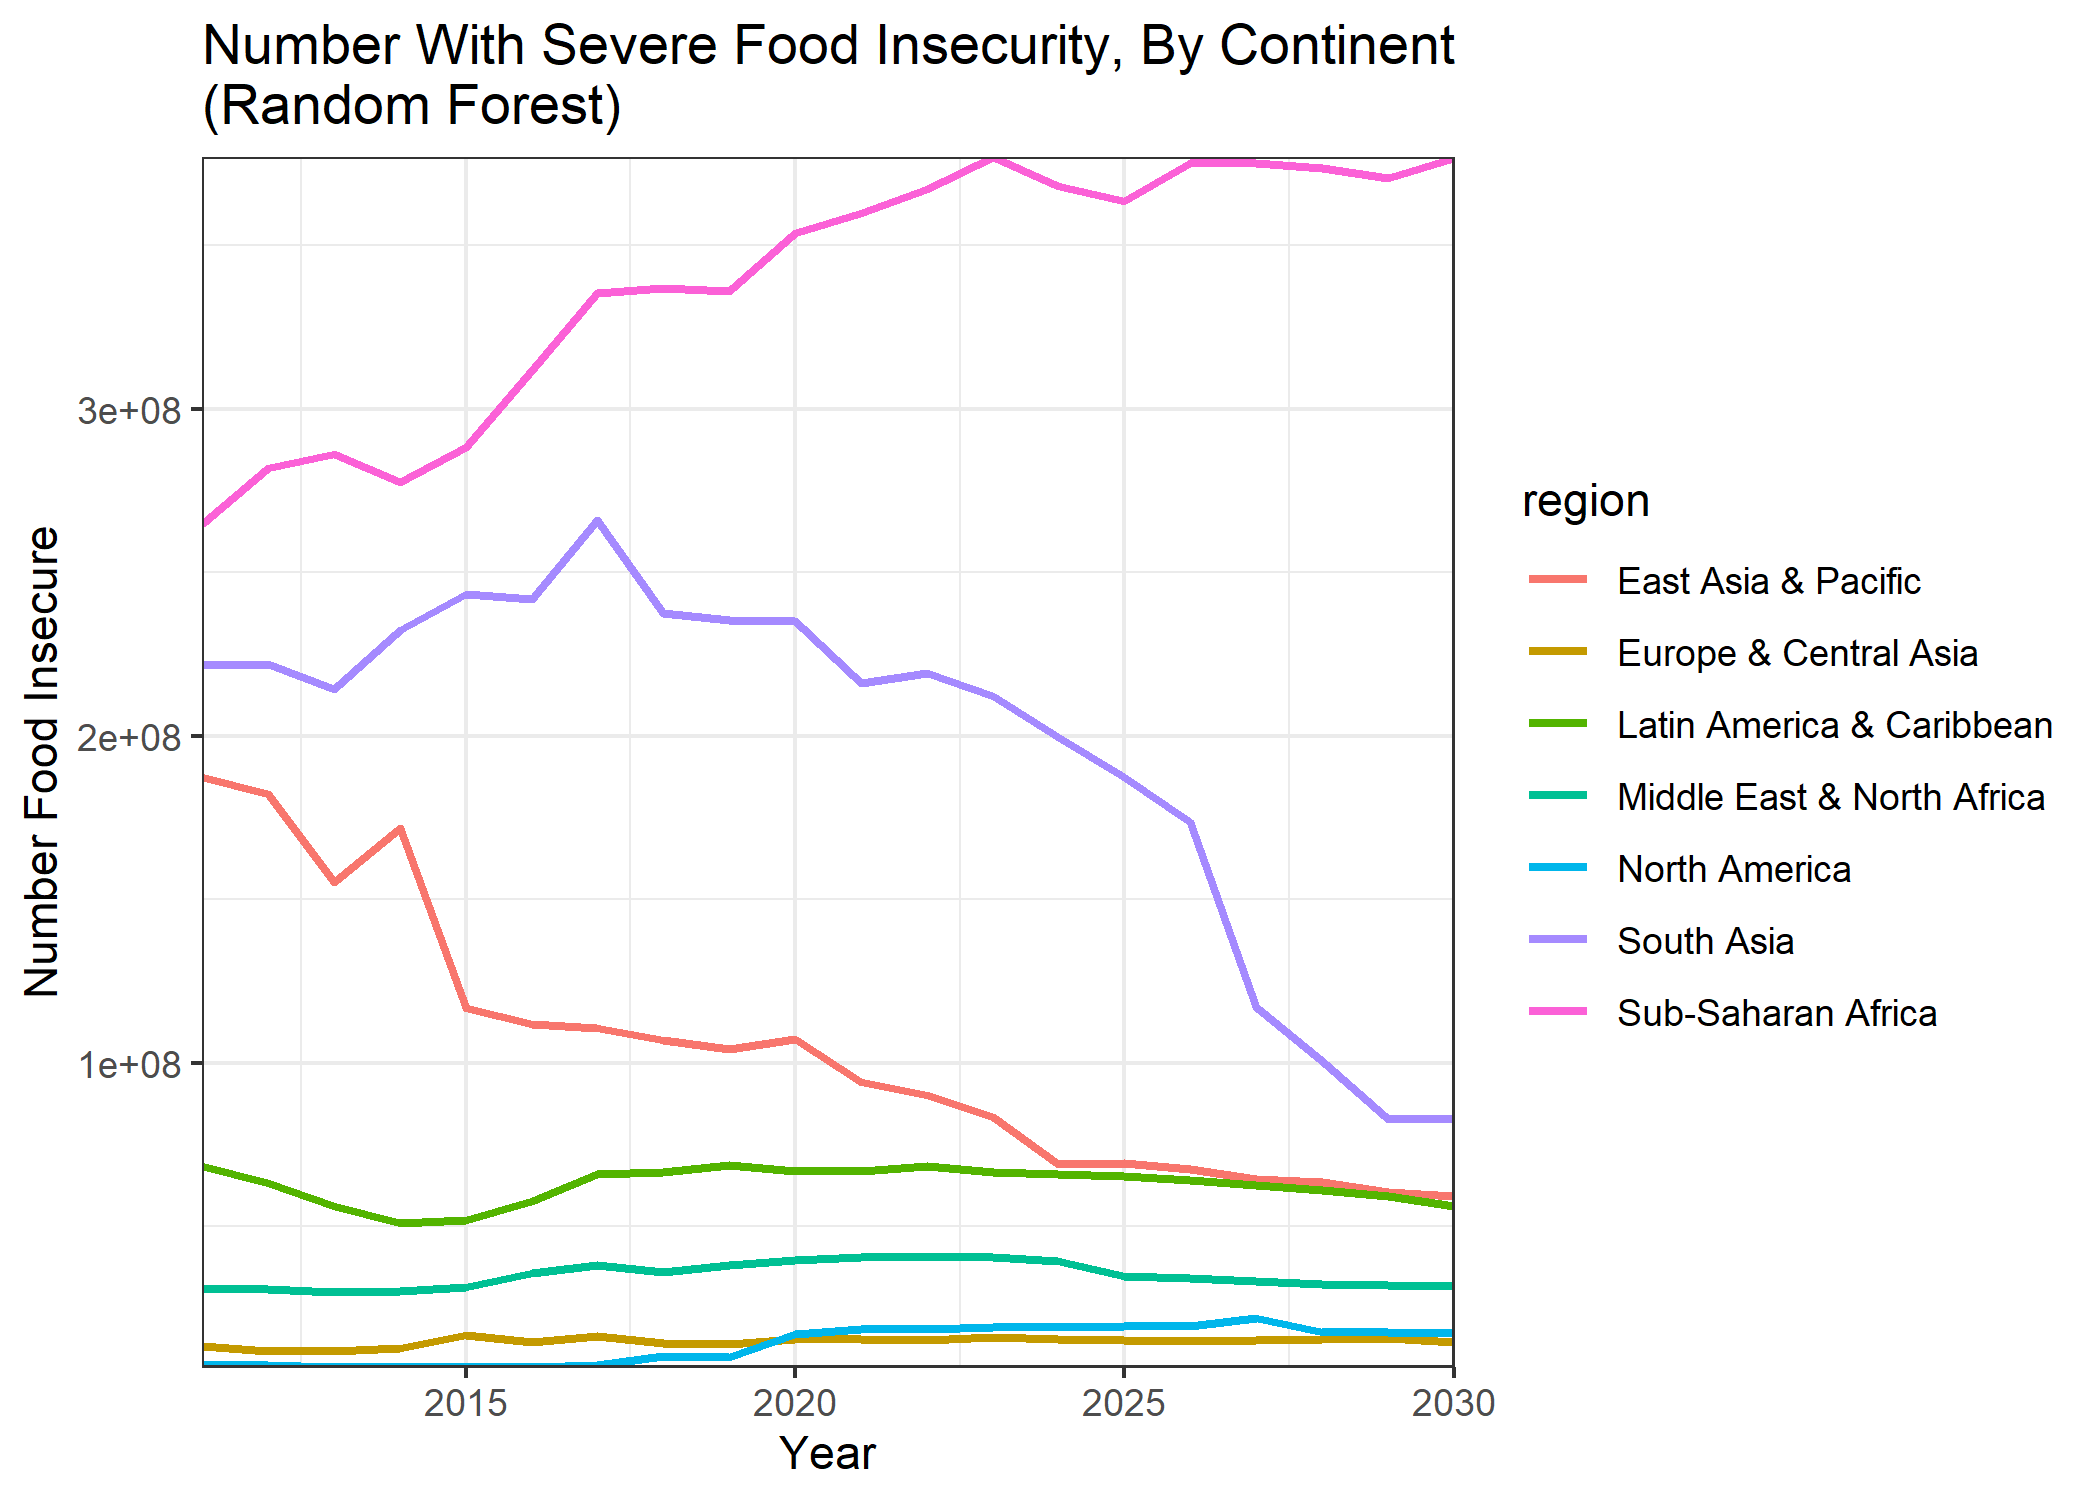 Number With Severe Food Insecurity, By Continent
(Random Forest)
Number Food Insecure
3e+08
2e+08
1e+08
2015
2020
2025
2030
Year
region
East Asia & Pacific
Europe & Central Asia
Latin America & Caribbean
Middle East & North Africa
North America
South Asia
Sub-Saharan Africa